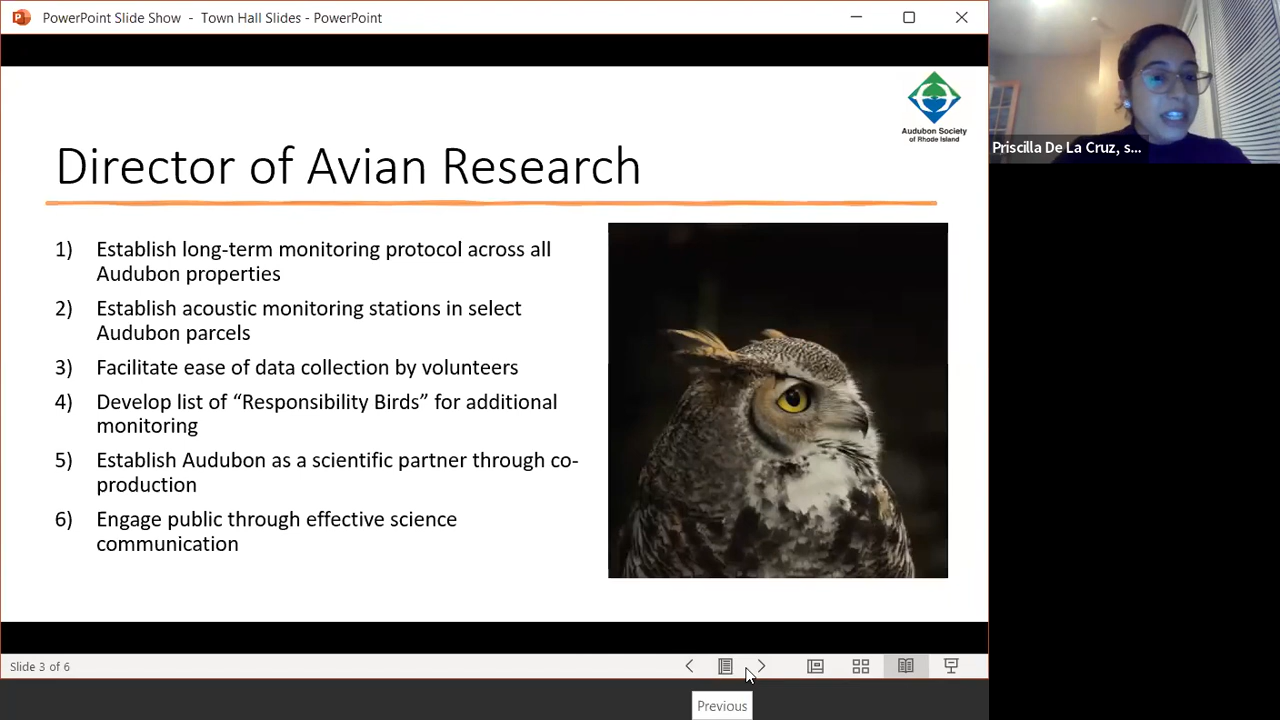 PowerPoint Slide Show - Town Hall Slides - PowerPoint
Audubon Society
of Rhode Island
Priscilla De La Cruz, s...
Director of Avian Research
1) Establish long-term monitoring protocol across all
Audubon properties
2) Establish acoustic monitoring stations in select
Audubon parcels
3) Facilitate ease of data collection by volunteers
4) Develop list of “Responsibility Birds” for additional
monitoring
5) Establish Audubon as a scientific partner through co-
production
6) Engage public through effective science
communication
Slide 3 of 6
Previous